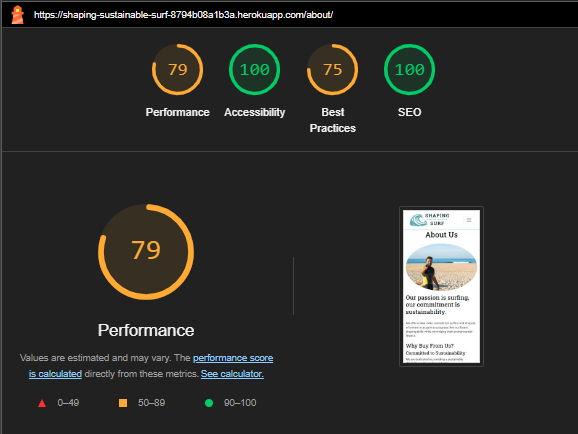 https://shaping-sustainable-surf-8794b08a1b3a.herokuapp.com/about/
79
100
75
100
Performance
Accessibility
Best
Practices
SEO
79
Performance
Values are estimated and may vary. The performance score
is calculated directly from these metrics. See calculator.
0–49
50–89
90–100
SHAPING
SURF
About Us
Our passion is surfing,
our commitment is
sustainability.
Why Buy From Us?
Committed to Sustainability: